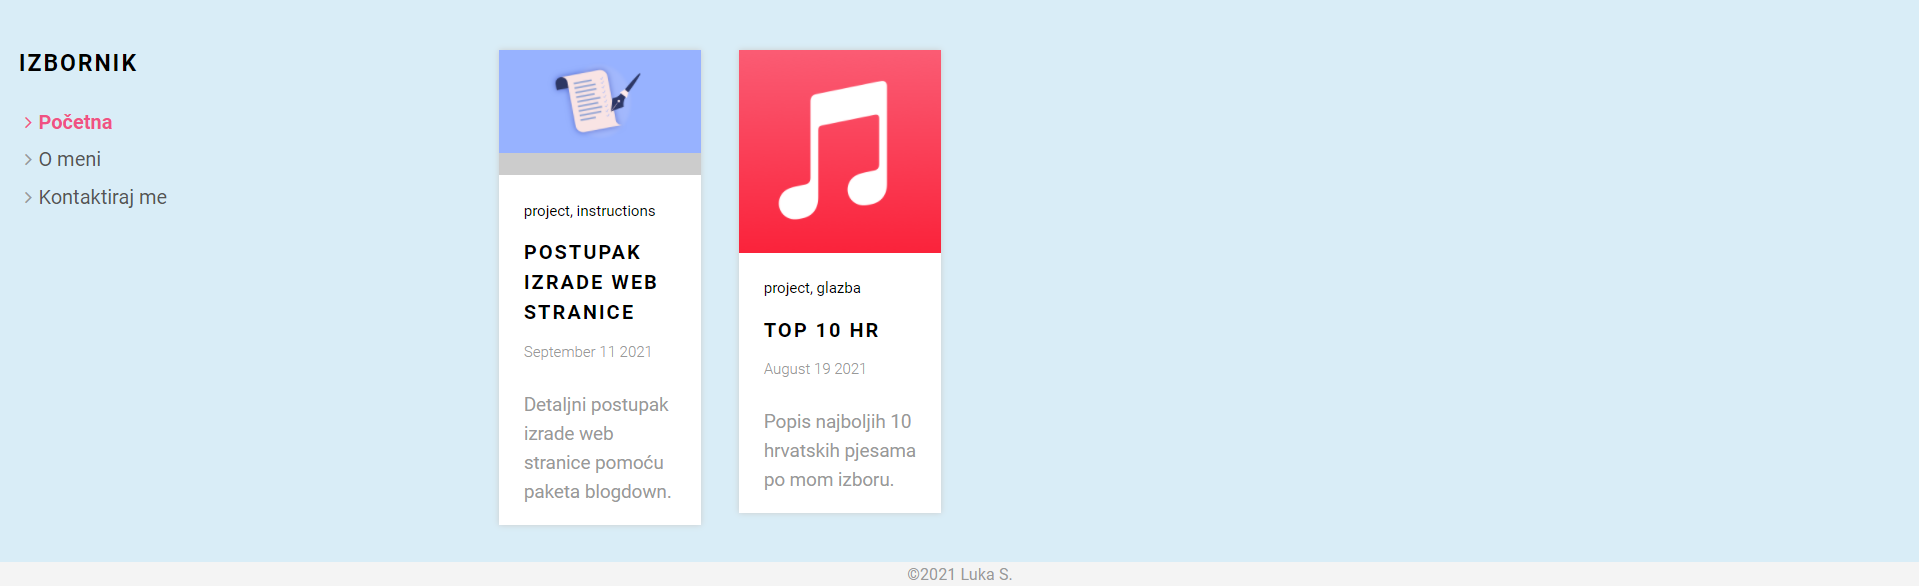 IZBORNIK
Početna
O meni
Kontaktiraj me
project, instructions
POSTUPAK
IZRADE WEB
STRANICE
September 11 2021
Detaljni postupak
izrade web
stranice pomoću
paketa blogdown.
project, glazba
TOP 10 HR
August 19 2021
Popis najboljih 10
hrvatskih pjesama
po mom izboru.
©2021 Luka S.